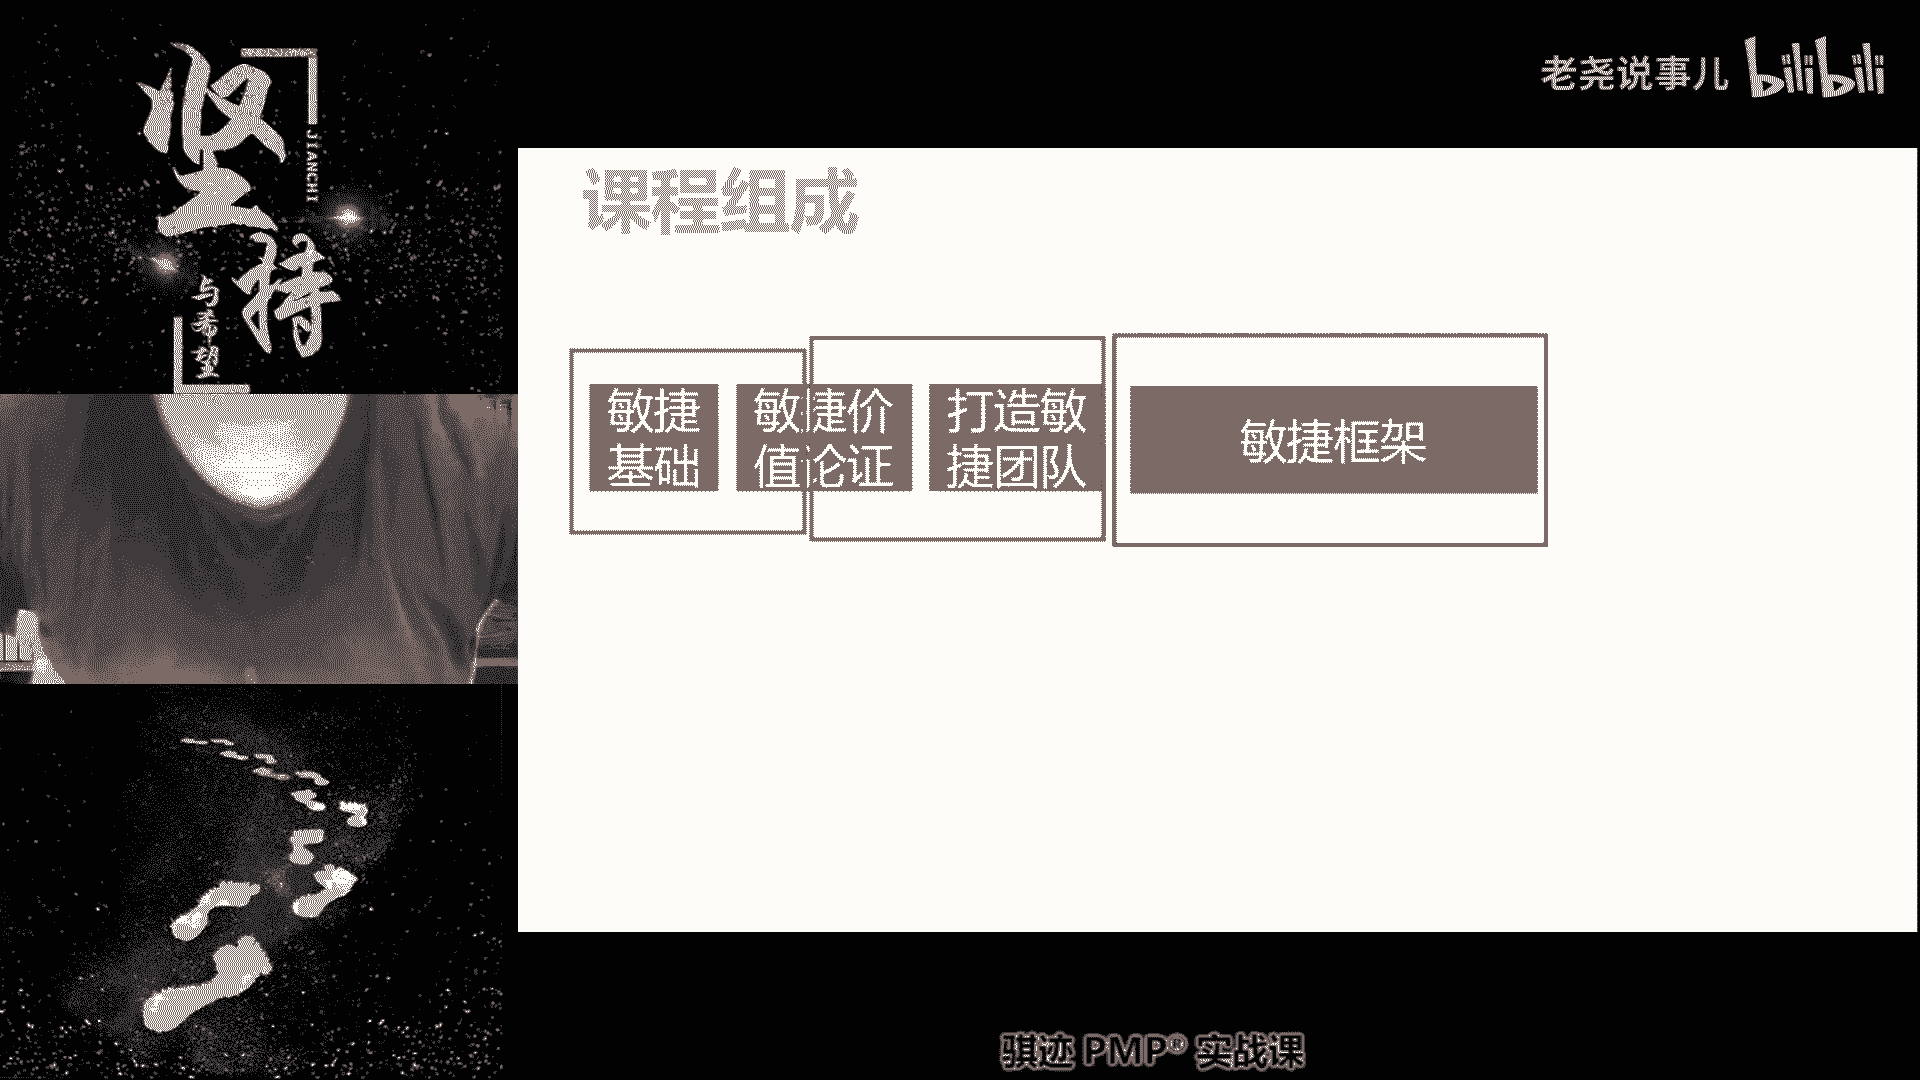 坚持
JIANCHI
与希望
老尧说事儿 bilibili
课程组成
敏捷
基础
敏捷价
值论证
打造敏
捷团队
敏捷框架
骐迹 PMP® 实战课